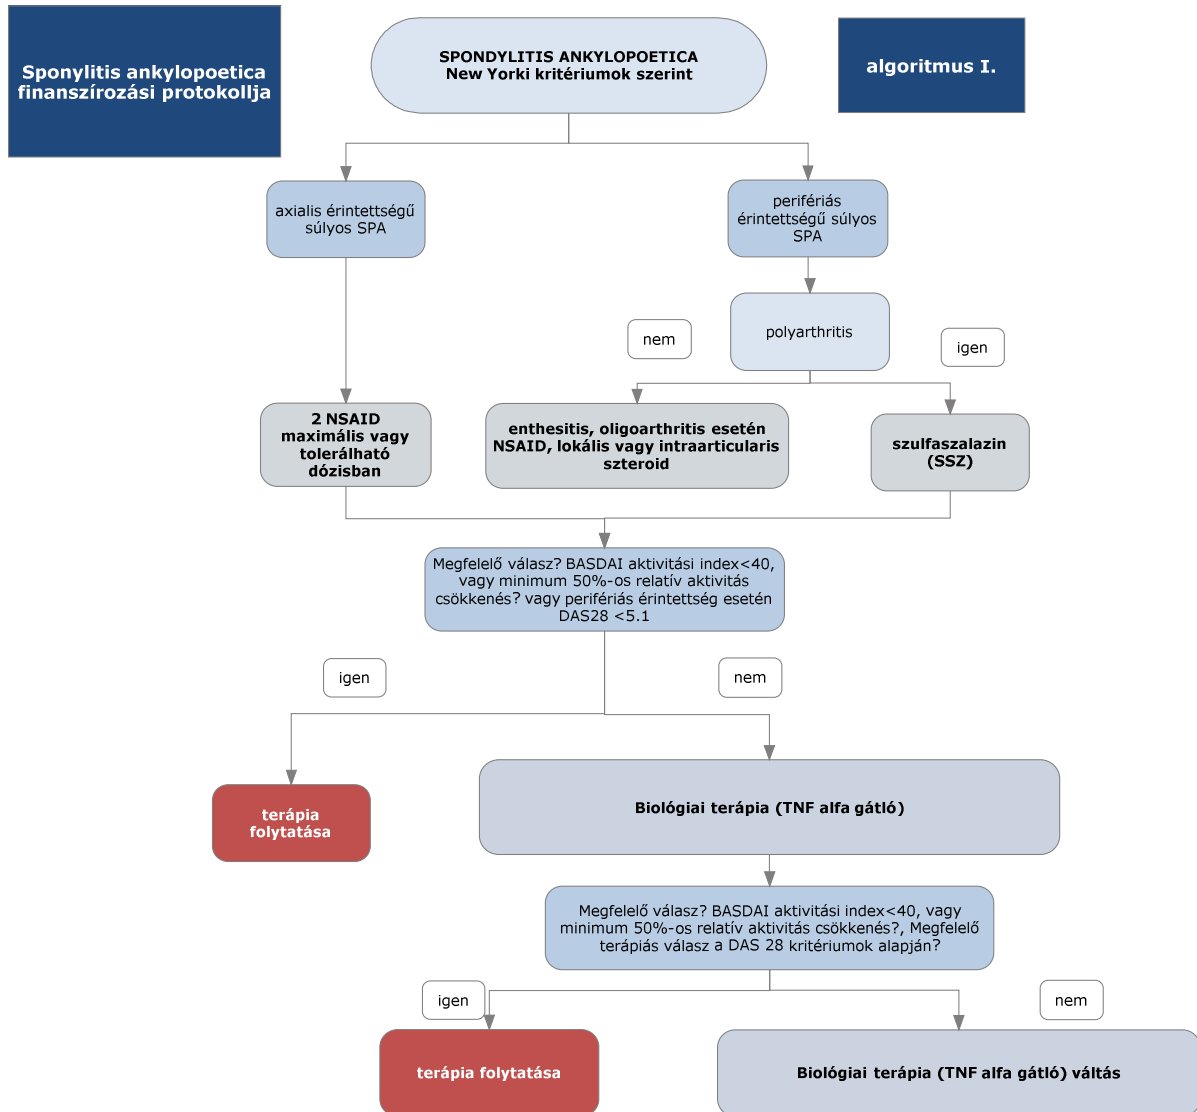 Sponylitis ankylopoetica
finanszírozási protokollja
SPONDYLITIS ANKYLOPOETICA
New Yorki kritériumok szerint
algoritmus I.
axialis érintettségű
súlyos SPA
perifériás
érintettségű súlyos
SPA
polyarthritis
nem
igen
2 NSAID
maximális vagy
tolerálható
dózisban
enthesitis, oligoarthritis esetén
NSAID, lokális vagy intraarticularis
szteroid
szulfaszalazin
(SSZ)
Megfelelő válasz? BASDAI aktivitási index<40,
vagy minimum 50%-os relatív aktivitás
csökkenés? vagy perifériás érintettség esetén
DAS28 <5.1
igen
nem
terápia
folytatása
Biológiai terápia (TNF alfa gátló)
Megfelelő válasz? BASDAI aktivitási index<40, vagy
minimum 50%-os relatív aktivitás csökkenés?, Megfelelő
terápiás válasz a DAS 28 kritériumok alapján?
igen
nem
terápia folytatása
Biológiai terápia (TNF alfa gátló) váltás